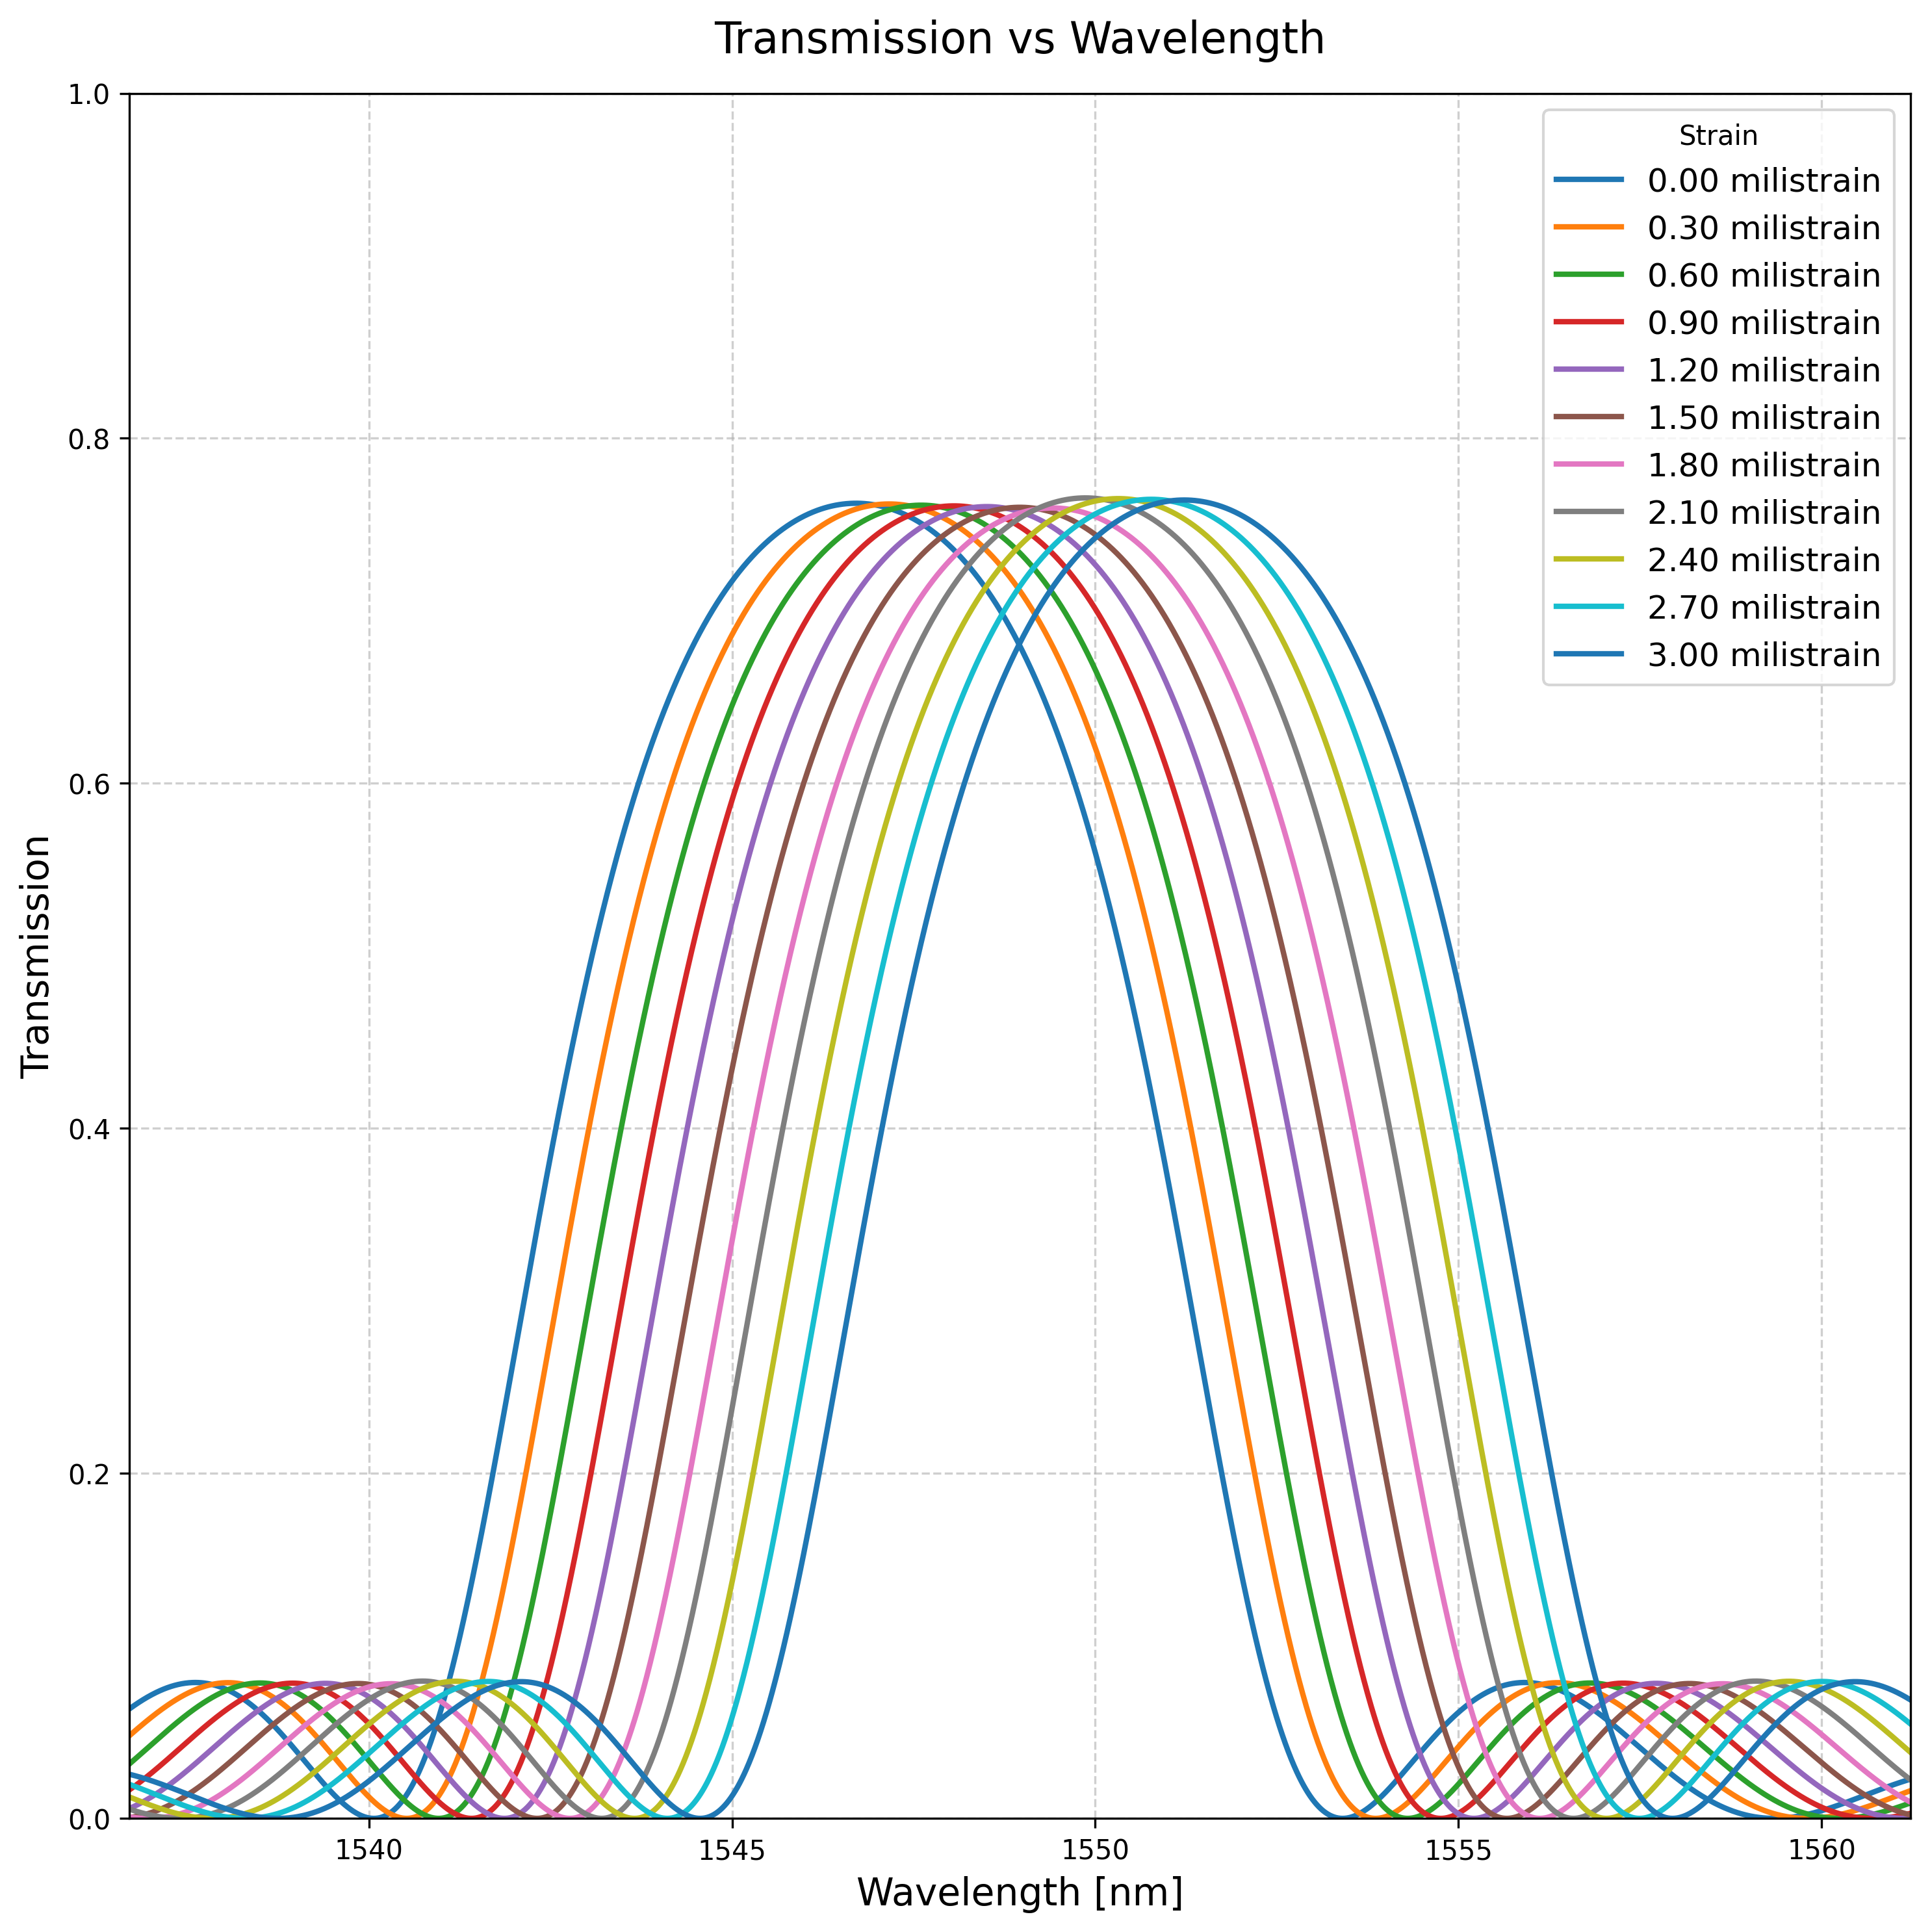 Transmission vs Wavelength
1.0
0.8
0.6
0.4
0.2
0.0
Transmission
1540
1545
1550
1555
1560
Wavelength [nm]
Strain
0.00 milistrain
0.30 milistrain
0.60 milistrain
0.90 milistrain
1.20 milistrain
1.50 milistrain
1.80 milistrain
2.10 milistrain
2.40 milistrain
2.70 milistrain
3.00 milistrain